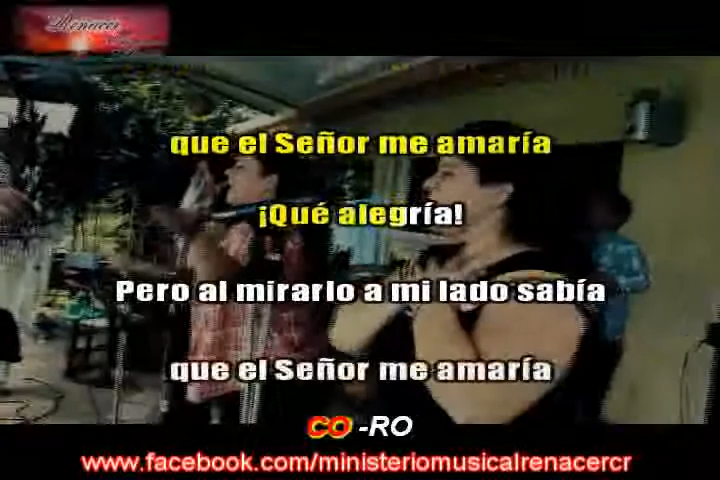 Renacer
que el Señor me amaría
¡Qué alegría!
Pero al mirarlo a mi lado sabía
que el Señor me amaría
CO -RO
www.facebook.com/ministeriomusicalrenacercr